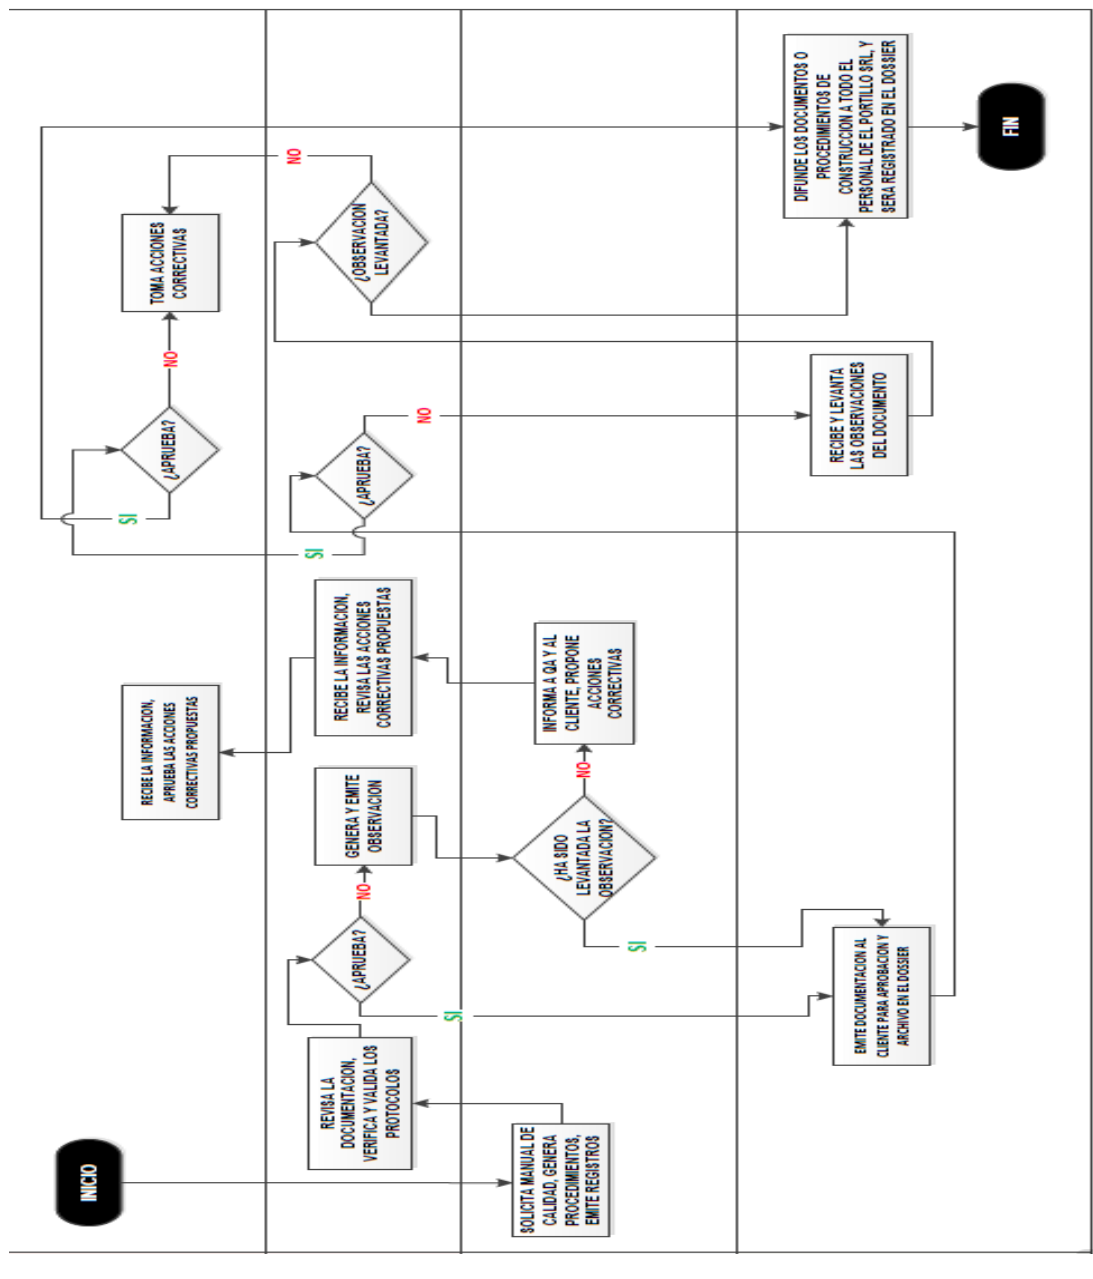 INICIO
SOLICITA MANUAL DE
CALIDAD, GENERA
PROCEDIMIENTOS,
EMITE REGISTROS
REVISA LA
DOCUMENTACION,
VERIFICA Y VALIDA LOS
PROTOCOLOS
¿APRUEBA?
NO
SI
GENERA Y EMITE
OBSERVACION
¿HA SIDO
LEVANTADA LA
OBSERVACION?
NO
SI
INFORMA A QA Y AL
CLIENTE, PROPONE
ACCIONES
CORRECTIVAS
RECIBE LA INFORMACION,
REVISA LAS ACCIONES
CORRECTIVAS PROPUESTAS
RECIBE LA INFORMACION,
APRUEBA LAS ACCIONES
CORRECTIVAS PROPUESTAS
EMITE DOCUMENTACION AL
CLIENTE PARA APROBACION Y
ARCHIVO EN EL DOSSIER
¿APRUEBA?
SI
NO
¿APRUEBA?
SI
NO
TOMA ACCIONES
CORRECTIVAS
RECIBE Y LEVANTA
LAS OBSERVACIONES
DEL DOCUMENTO
¿OBSERVACION
LEVANTADA?
NO
DIFUNDE LOS DOCUMENTOS O
PROCEDIMIENTOS DE
CONSTRUCCION A TODO EL
PERSONAL DE EL PORTILLO SRL, Y
SERA REGISTRADO EN EL DOSSIER
FIN